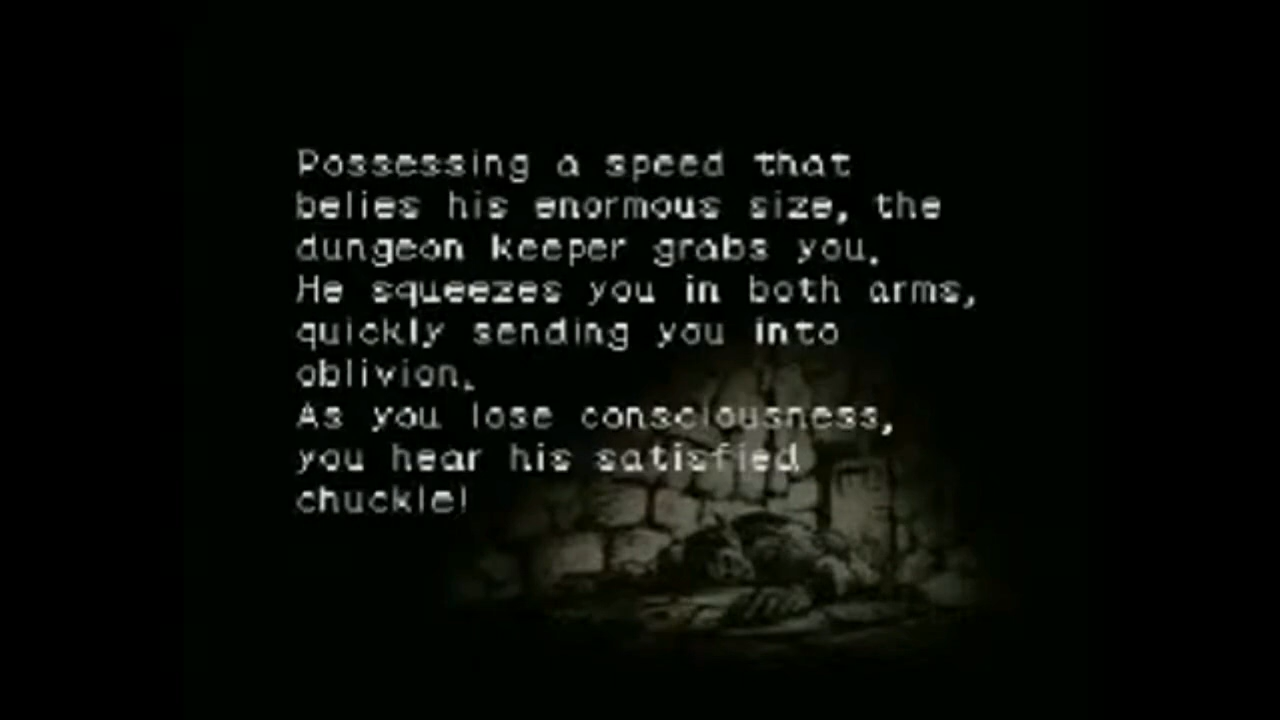 Possessing a speed that
belies his enormous size, the
dungeon keeper grabs you.
He squeezes you in both arms,
quickly sending you into
oblivion.
As you lose consciousness,
you hear his satisfied
chuckle!